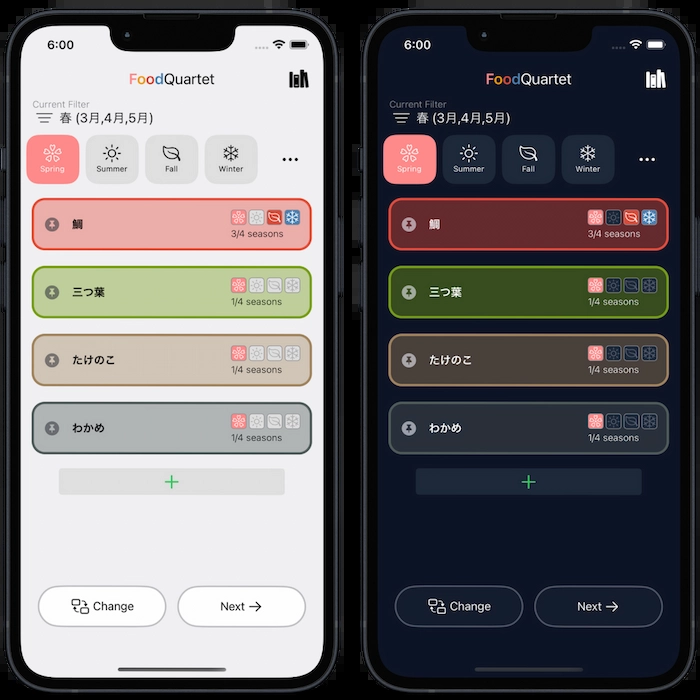 6:00
FoodQuartet
Current Filter
春 (3月,4月,5月)
Spring
Summer
Fall
Winter
鯛
3/4 seasons
三つ葉
1/4 seasons
たけのこ
1/4 seasons
わかめ
1/4 seasons
Change
Next
6:00
FoodQuartet
Current Filter
春 (3月,4月,5月)
Spring
Summer
Fall
Winter
鯛
3/4 seasons
三つ葉
1/4 seasons
たけのこ
1/4 seasons
わかめ
1/4 seasons
Change
Next